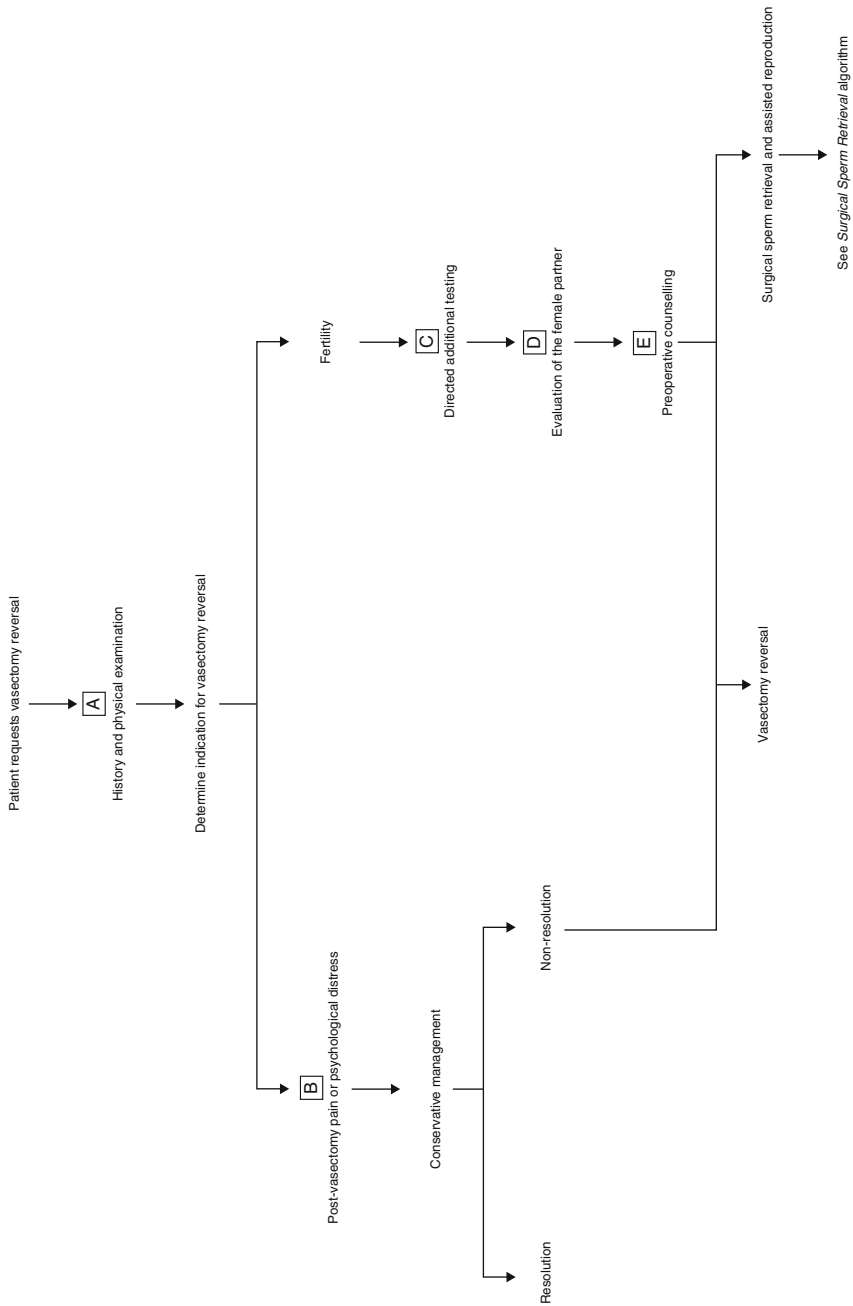 Patient requests vasectomy reversal
A
History and physical examination
Determine indication for vasectomy reversal
B
Post-vasectomy pain or psychological distress
Conservative management
Resolution
Non-resolution
Fertility
C
Directed additional testing
D
Evaluation of the female partner
E
Preoperative counselling
Vasectomy reversal
Surgical sperm retrieval and assisted reproduction
See Surgical Sperm Retrieval algorithm